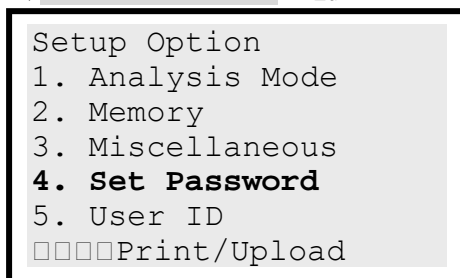 Setup Option
1. Analysis Mode
2. Memory
3. Miscellaneous
4. Set Password
5. User ID
□□□□Print/Upload